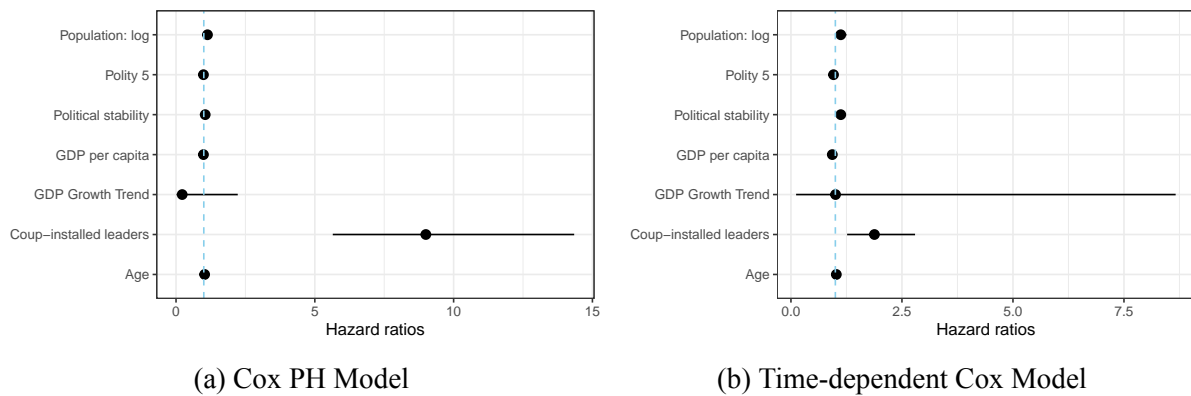 Population: log
Polity 5
Political stability
GDP per capita
GDP Growth Trend
Coup−installed leaders
Age
0
5
10
15
Hazard ratios
(a) Cox PH Model
Population: log
Polity 5
Political stability
GDP per capita
GDP Growth Trend
Coup−installed leaders
Age
0.0
2.5
5.0
7.5
Hazard ratios
(b) Time-dependent Cox Model